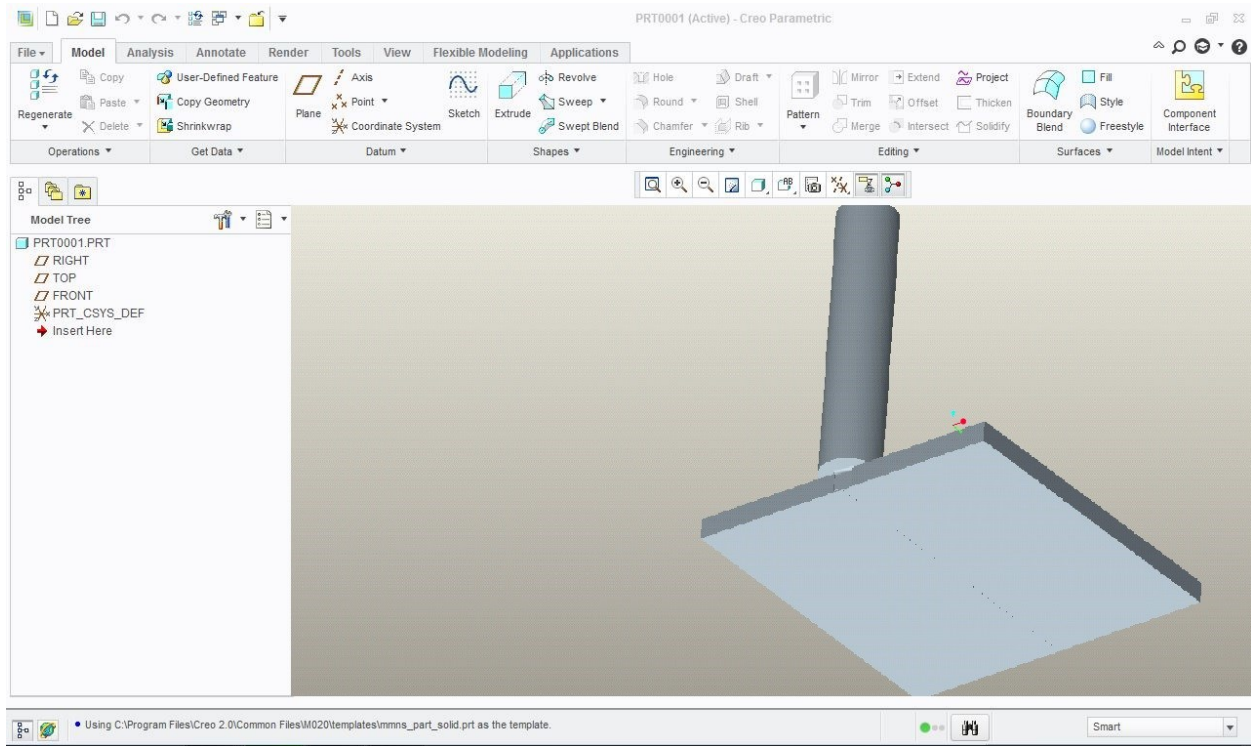 PRT0001 (Active) - Creo Parametric
File Model Analysis Annotate Render Tools View Flexible Modeling Applications
Regenerate
Copy
Paste
Delete
Operations
User-Defined Feature
Copy Geometry
Shrinkwrap
Get Data
Plane
Axis
Point
Coordinate System
Datum
Sketch
Extrude
Revolve
Sweep
Swept Blend
Shapes
Hole
Round
Chamfer
Draft
Shell
Rib
Engineering
Pattern
Mirror
Trim
Merge
Extend
Offset
Intersect
Project
Thicken
Solidify
Editing
Boundary
Blend
Fill
Style
Freestyle
Surfaces
Component
Interface
Model Intent
Model Tree
PRT0001.PRT
RIGHT
TOP
FRONT
PRT_CSYS_DEF
Insert Here
Using C:\Program Files\Creo 2.0\Common Files\M020\templates\mmns_part_solid.prt as the template.
Smart